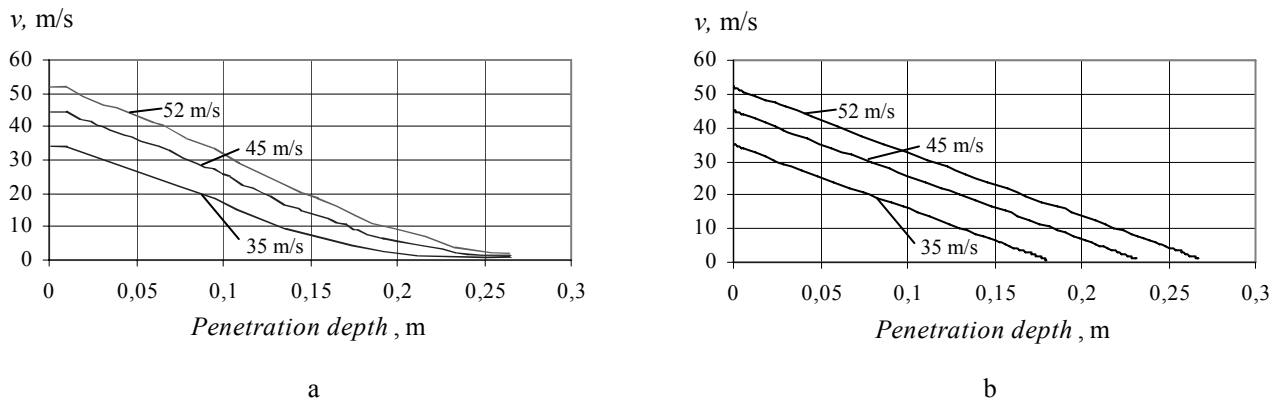 v, m/s
60
50
40
30
20
10
0
52 m/s
45 m/s
35 m/s
0 0,05 0,1 0,15 0,2 0,25 0,3
Penetration depth , m
a
v, m/s
60
50
40
30
20
10
0
52 m/s
45 m/s
35 m/s
0 0,05 0,1 0,15 0,2 0,25 0,3
Penetration depth , m
b